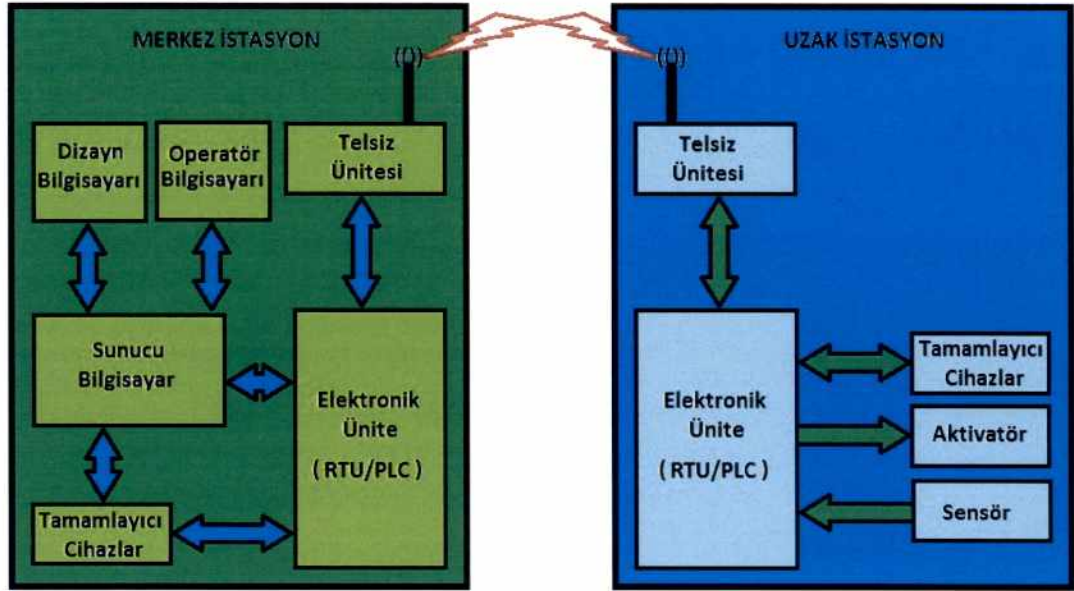 MERKEZ İSTASYON
((·))
Dizayn
Bilgisayarı
Operatör
Bilgisayarı
Telsiz
Ünitesi
Sunucu
Bilgisayar
Elektronik
Ünite
( RTU/PLC )
Tamamlayıcı
Cihazlar
UZAK İSTASYON
((·))
Telsiz
Ünitesi
Elektronik
Ünite
( RTU/PLC )
Tamamlayıcı
Cihazlar
Aktivatör
Sensör